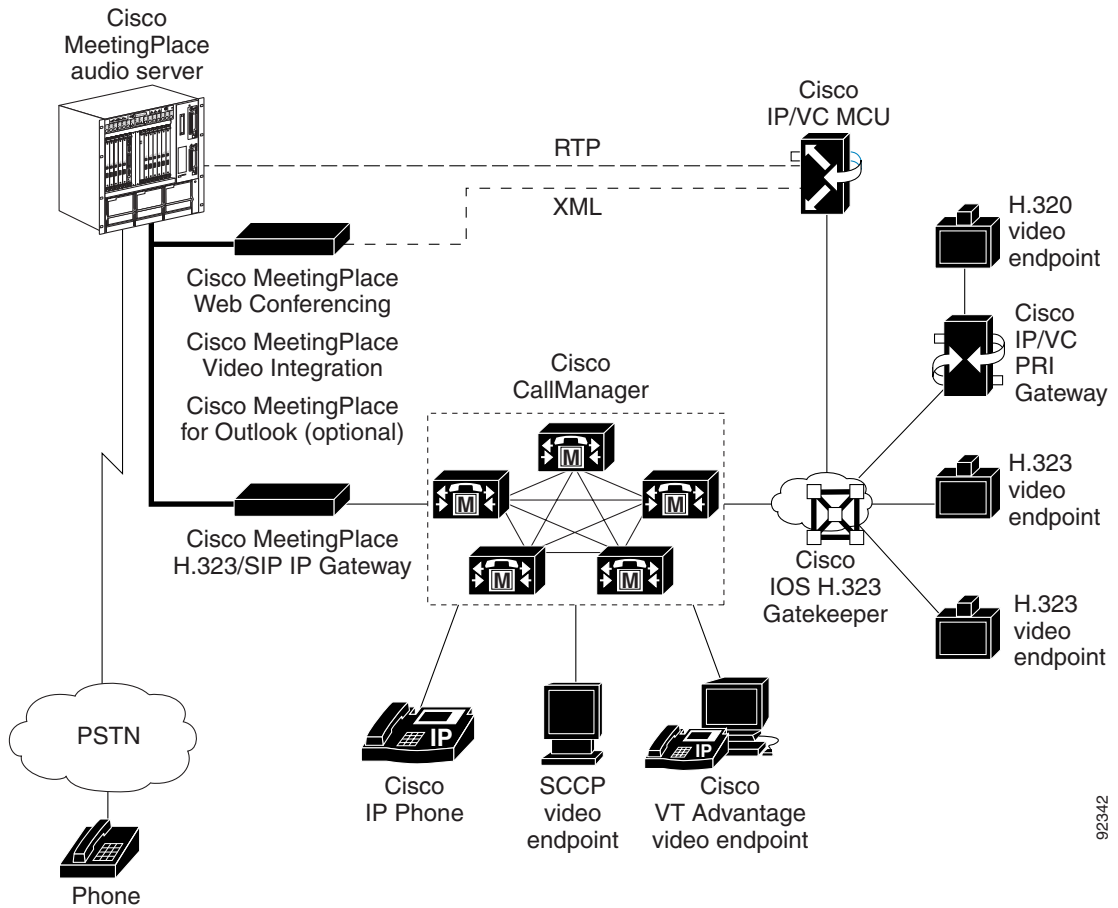 Cisco
MeetingPlace
audio server
Cisco
IP/VC MCU
RTP
XML
H.320
video
endpoint
Cisco MeetingPlace
Web Conferencing
Cisco MeetingPlace
Video Integration
Cisco MeetingPlace
for Outlook (optional)
Cisco
IP/VC
PRI
Gateway
Cisco
CallManager
M
M
M
M
M
H.323
video
endpoint
Cisco MeetingPlace
H.323/SIP IP Gateway
Cisco
IOS H.323
Gatekeeper
H.323
video
endpoint
PSTN
IP
IP
Cisco
IP Phone
SCCP
video
endpoint
Cisco
VT Advantage
video endpoint
Phone
92342